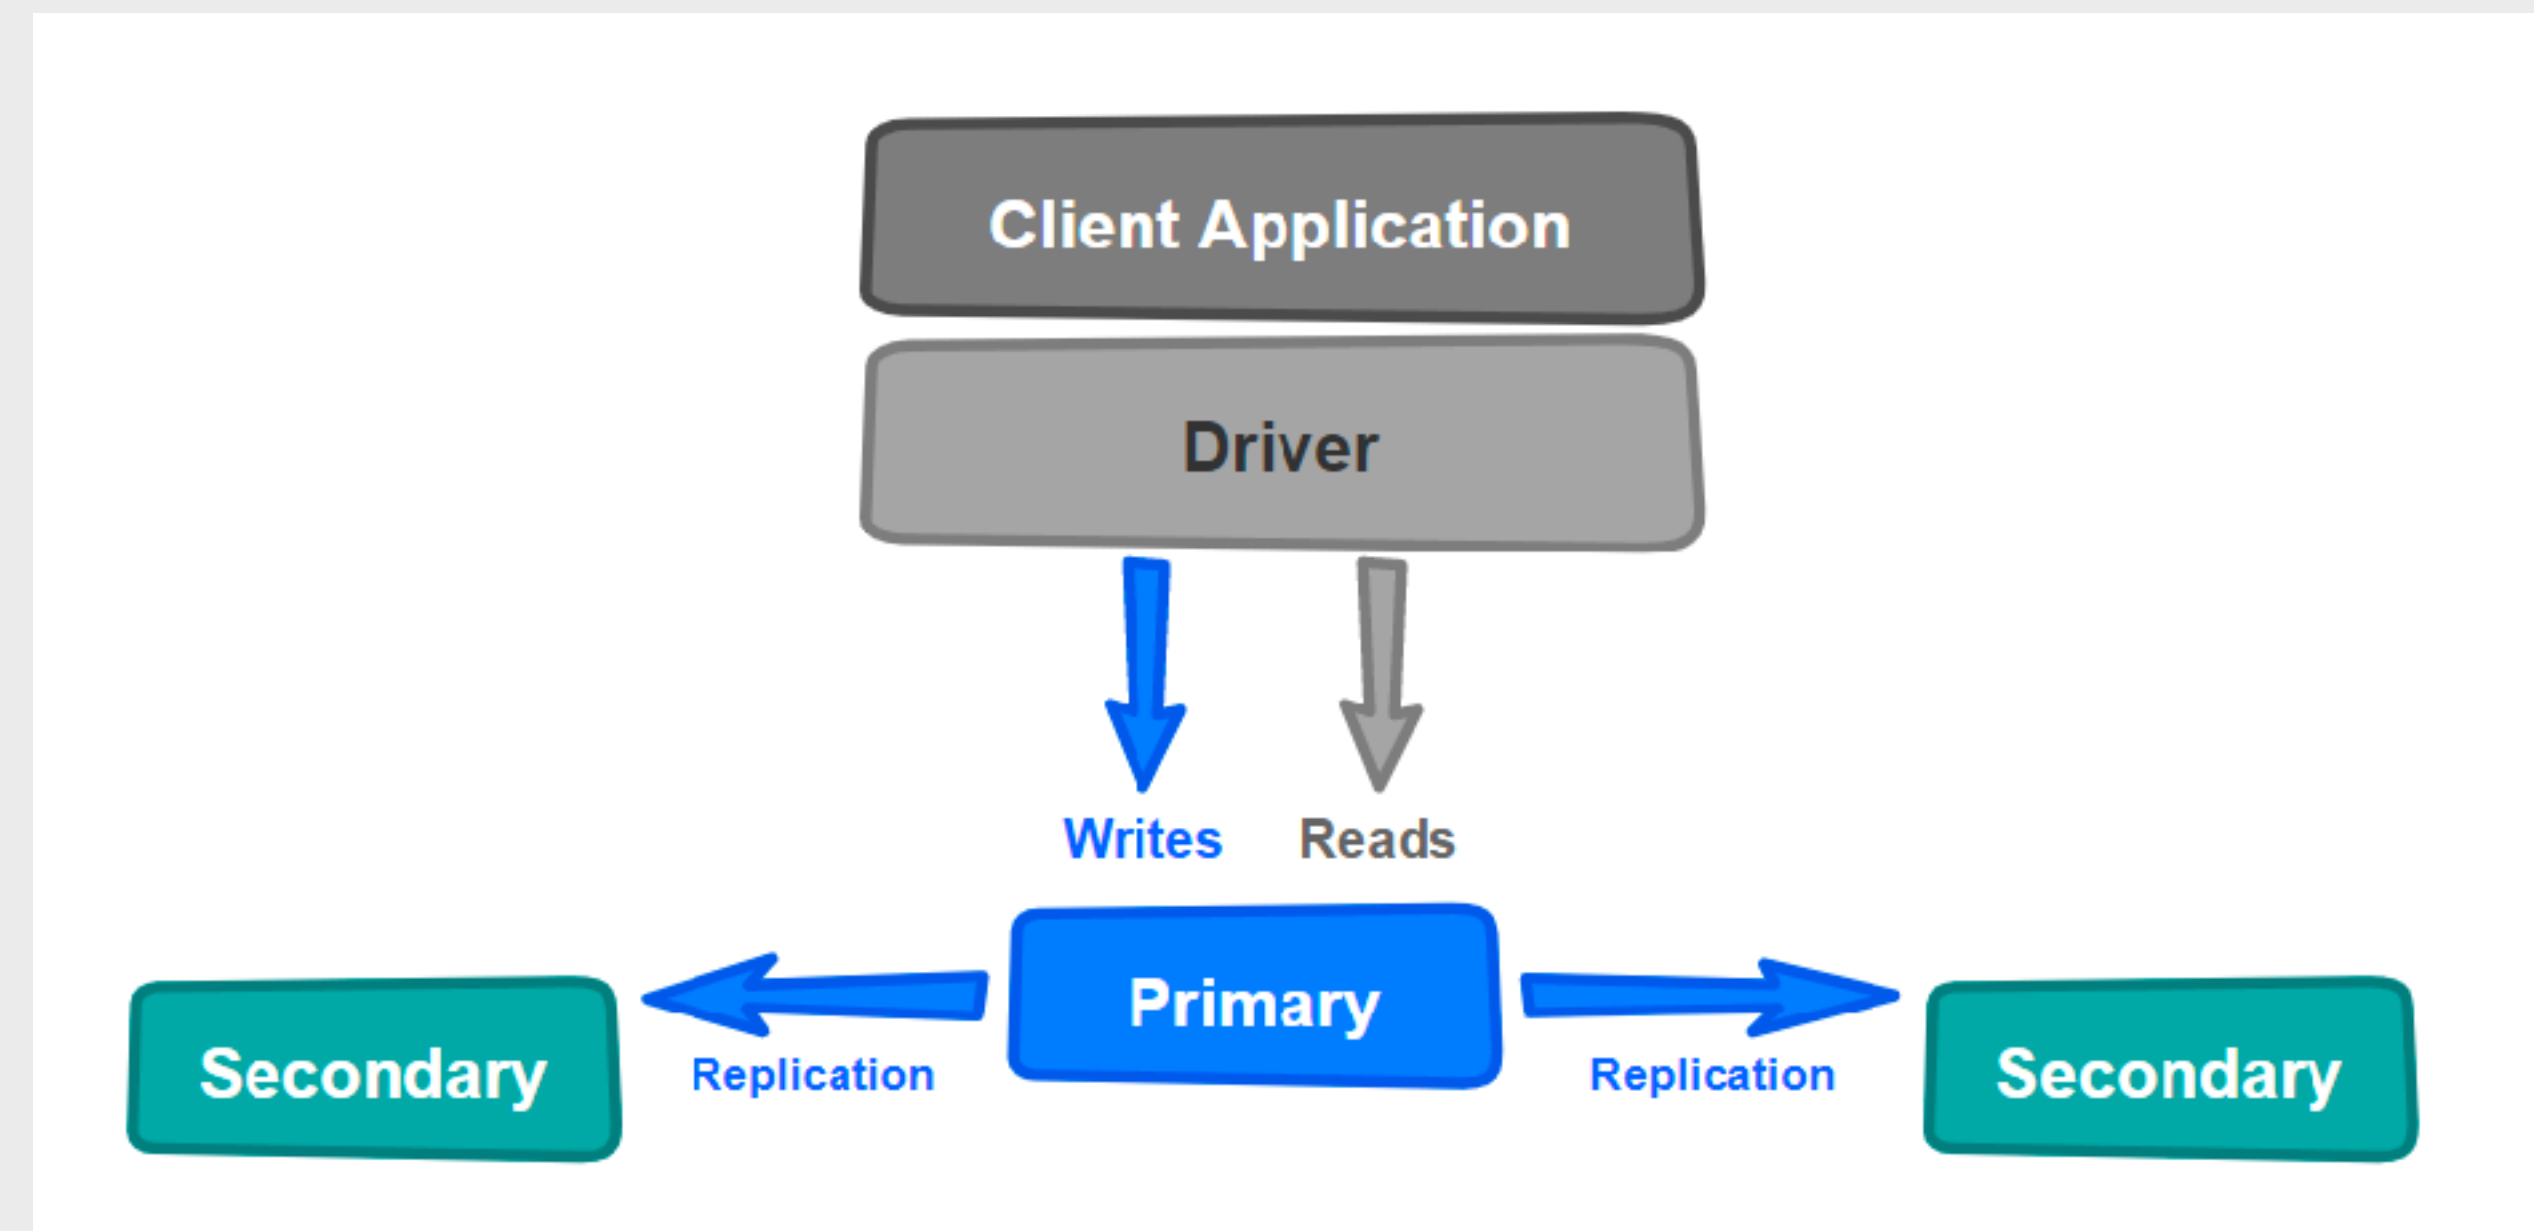 Client Application
Driver
Writes
Reads
Primary
Secondary
Replication
Replication
Secondary